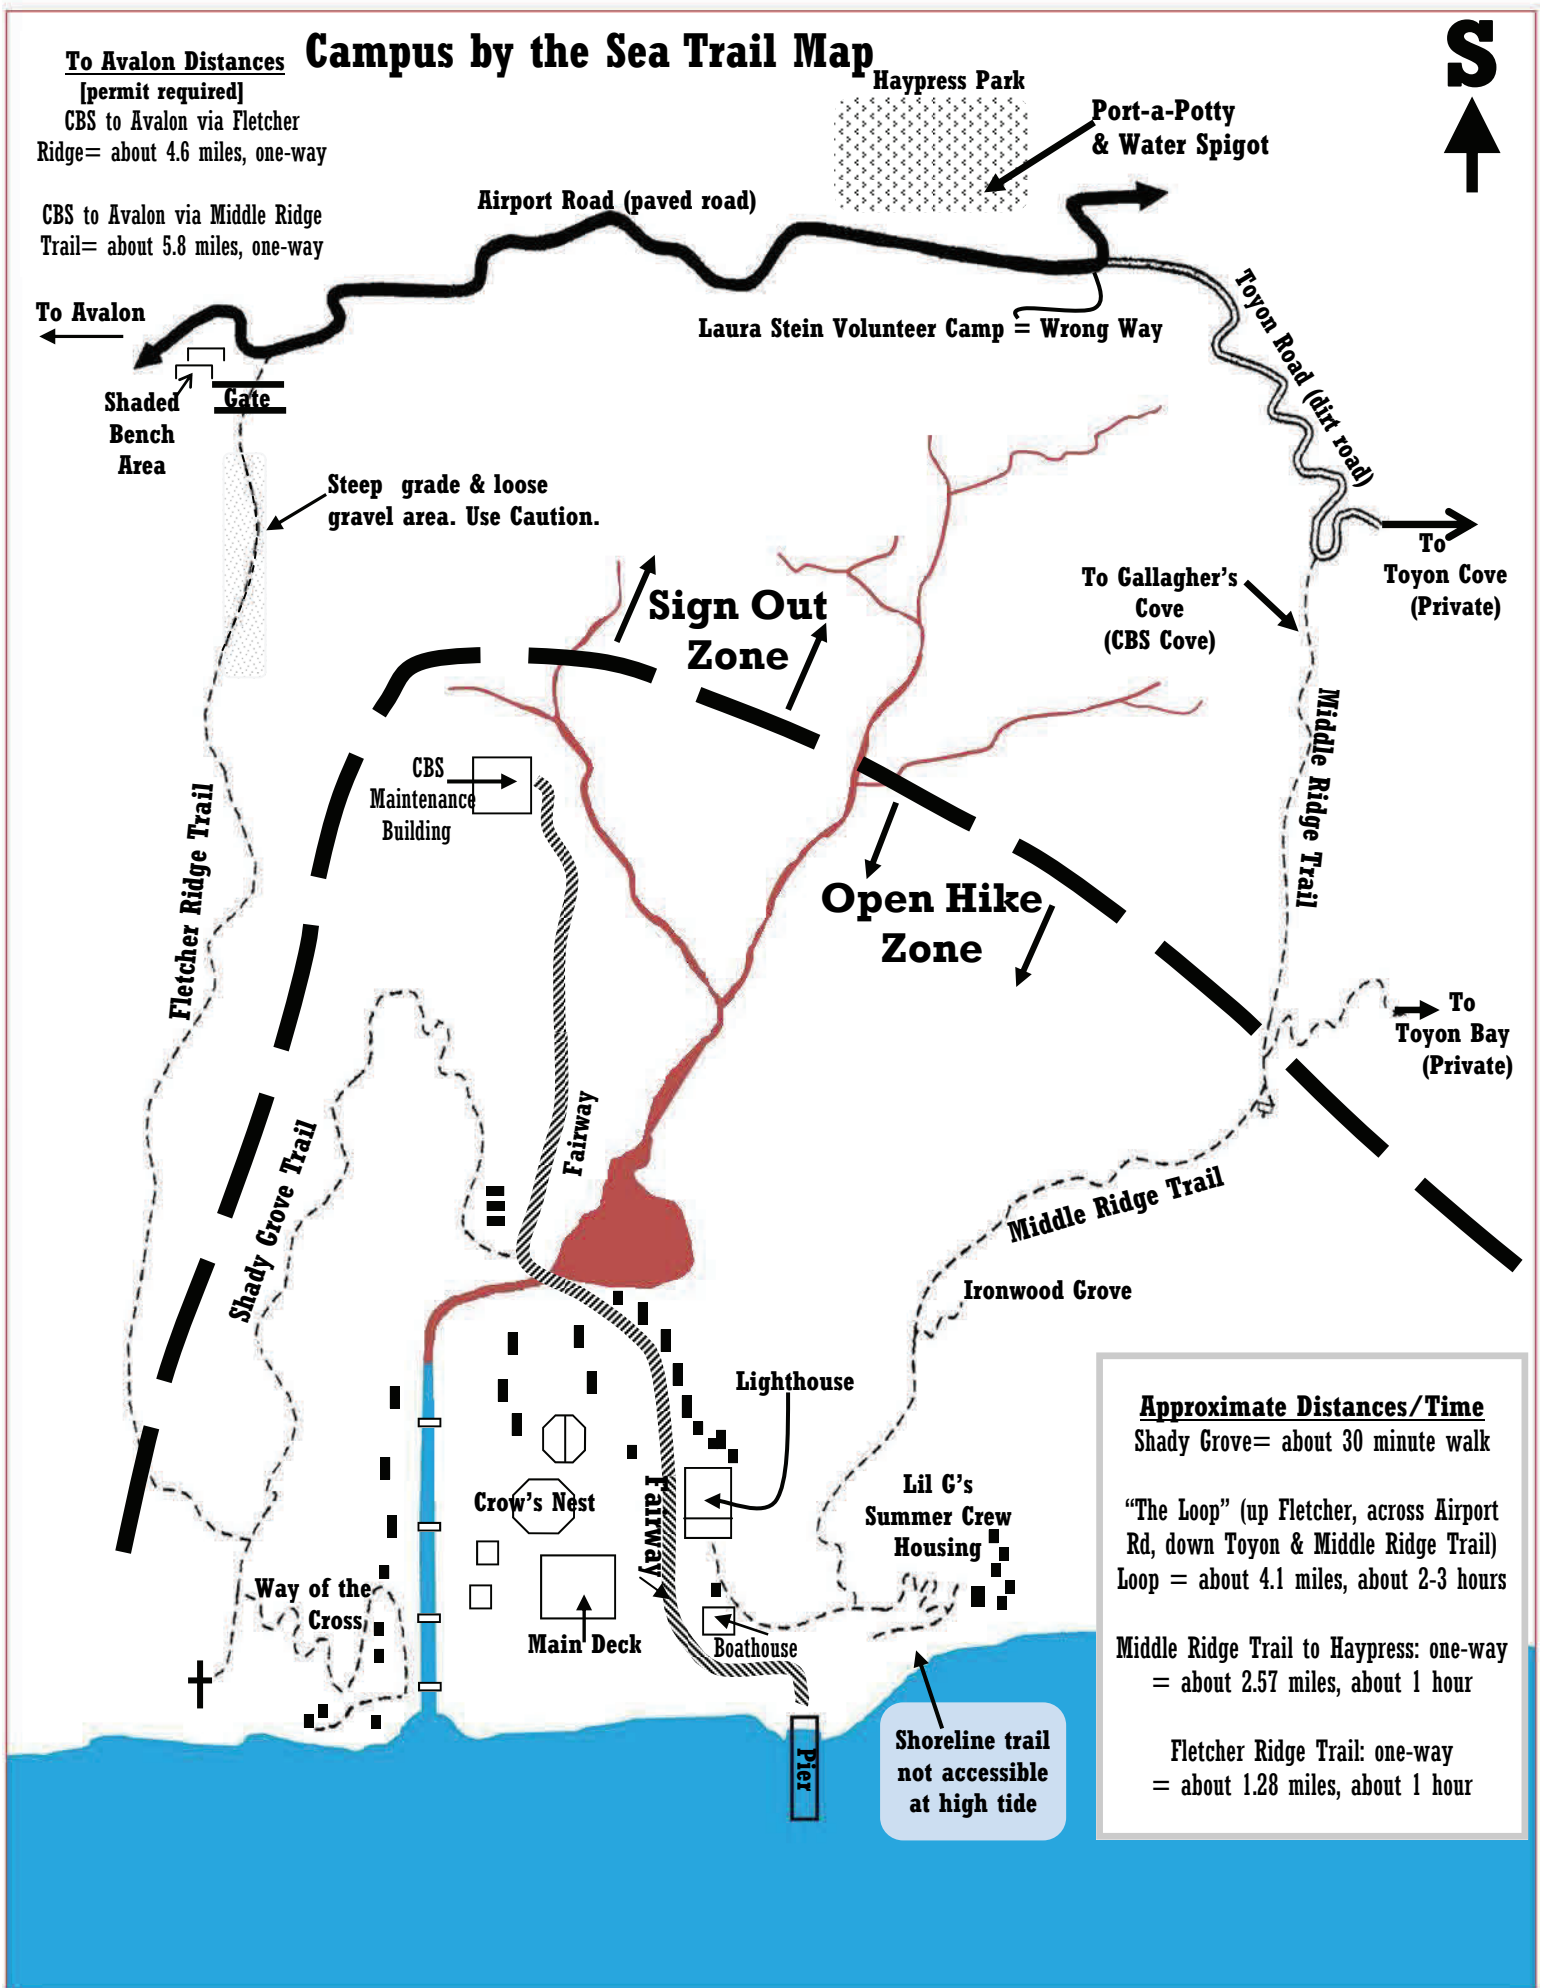 Campus by the Sea Trail Map
S
To Avalon Distances
[permit required]
CBS to Avalon via Fletcher
Ridge= about 4.6 miles, one-way
CBS to Avalon via Middle Ridge
Trail= about 5.8 miles, one-way
Haypress Park
Port-a-Potty
& Water Spigot
Airport Road (paved road)
To Avalon
Laura Stein Volunteer Camp = Wrong Way
Toyon Road (dirt road)
Shaded
Bench
Area
Gate
Steep grade & loose
gravel area. Use Caution.
To
Toyon Cove
(Private)
To Gallagher's
Cove
(CBS Cove)
Sign Out
Zone
Middle Ridge Trail
CBS
Maintenance
Building
Fletcher Ridge Trail
Open Hike
Zone
To
Toyon Bay
(Private)
Fairway
Shady Grove Trail
Middle Ridge Trail
Ironwood Grove
Lighthouse
Crow's Nest
Fairway
Lil G's
Summer Crew
Housing
Way of the
Cross
Main Deck
Boathouse
Pier
Shoreline trail
not accessible
at high tide
Approximate Distances/Time
Shady Grove= about 30 minute walk
“The Loop” (up Fletcher, across Airport
Rd, down Toyon & Middle Ridge Trail)
Loop = about 4.1 miles, about 2-3 hours
Middle Ridge Trail to Haypress: one-way
= about 2.57 miles, about 1 hour
Fletcher Ridge Trail: one-way
= about 1.28 miles, about 1 hour